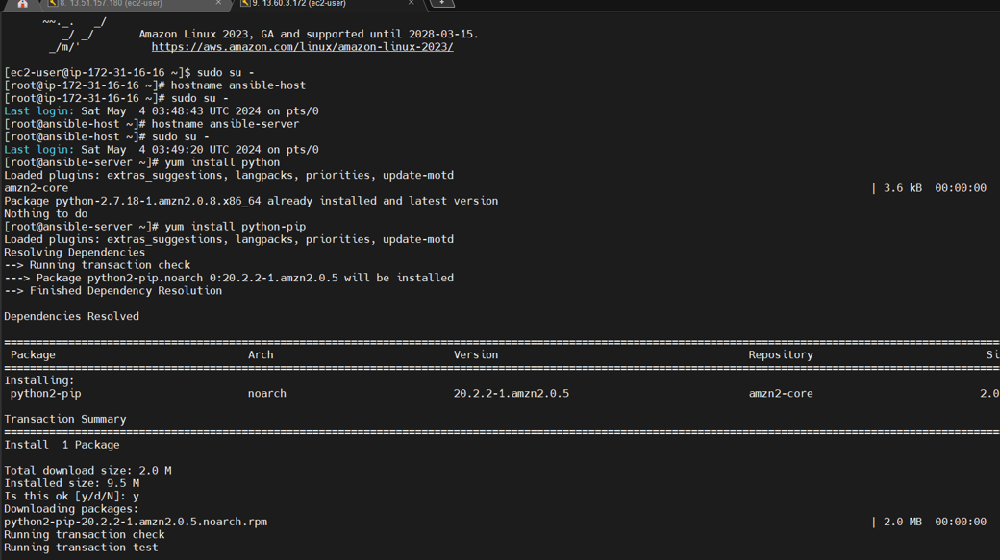 8. 13.51.157.180 (ec2-user)
9. 13.60.3.172 (ec2-user)
~~._.   _/
_/ _/       Amazon Linux 2023, GA and supported until 2028-03-15.
_/m/'         https://aws.amazon.com/linux/amazon-linux-2023/
[ec2-user@ip-172-31-16-16 ~]$ sudo su -
[root@ip-172-31-16-16 ~]# hostname ansible-host
[root@ip-172-31-16-16 ~]# sudo su -
Last login: Sat May  4 03:48:43 UTC 2024 on pts/0
[root@ansible-host ~]# hostname ansible-server
[root@ansible-host ~]# sudo su -
Last login: Sat May  4 03:49:20 UTC 2024 on pts/0
[root@ansible-server ~]# yum install python
Loaded plugins: extras_suggestions, langpacks, priorities, update-motd
amzn2-core | 3.6 kB  00:00:00
Package python-2.7.18-1.amzn2.0.8.x86_64 already installed and latest version
Nothing to do
[root@ansible-server ~]# yum install python-pip
Loaded plugins: extras_suggestions, langpacks, priorities, update-motd
Resolving Dependencies
--> Running transaction check
---> Package python2-pip.noarch 0:20.2.2-1.amzn2.0.5 will be installed
--> Finished Dependency Resolution
Dependencies Resolved
Package Arch Version Repository Si
Installing:
python2-pip noarch 20.2.2-1.amzn2.0.5 amzn2-core 2.0
Transaction Summary
Install  1 Package
Total download size: 2.0 M
Installed size: 9.5 M
Is this ok [y/d/N]: y
Downloading packages:
python2-pip-20.2.2-1.amzn2.0.5.noarch.rpm | 2.0 MB  00:00:00
Running transaction check
Running transaction test